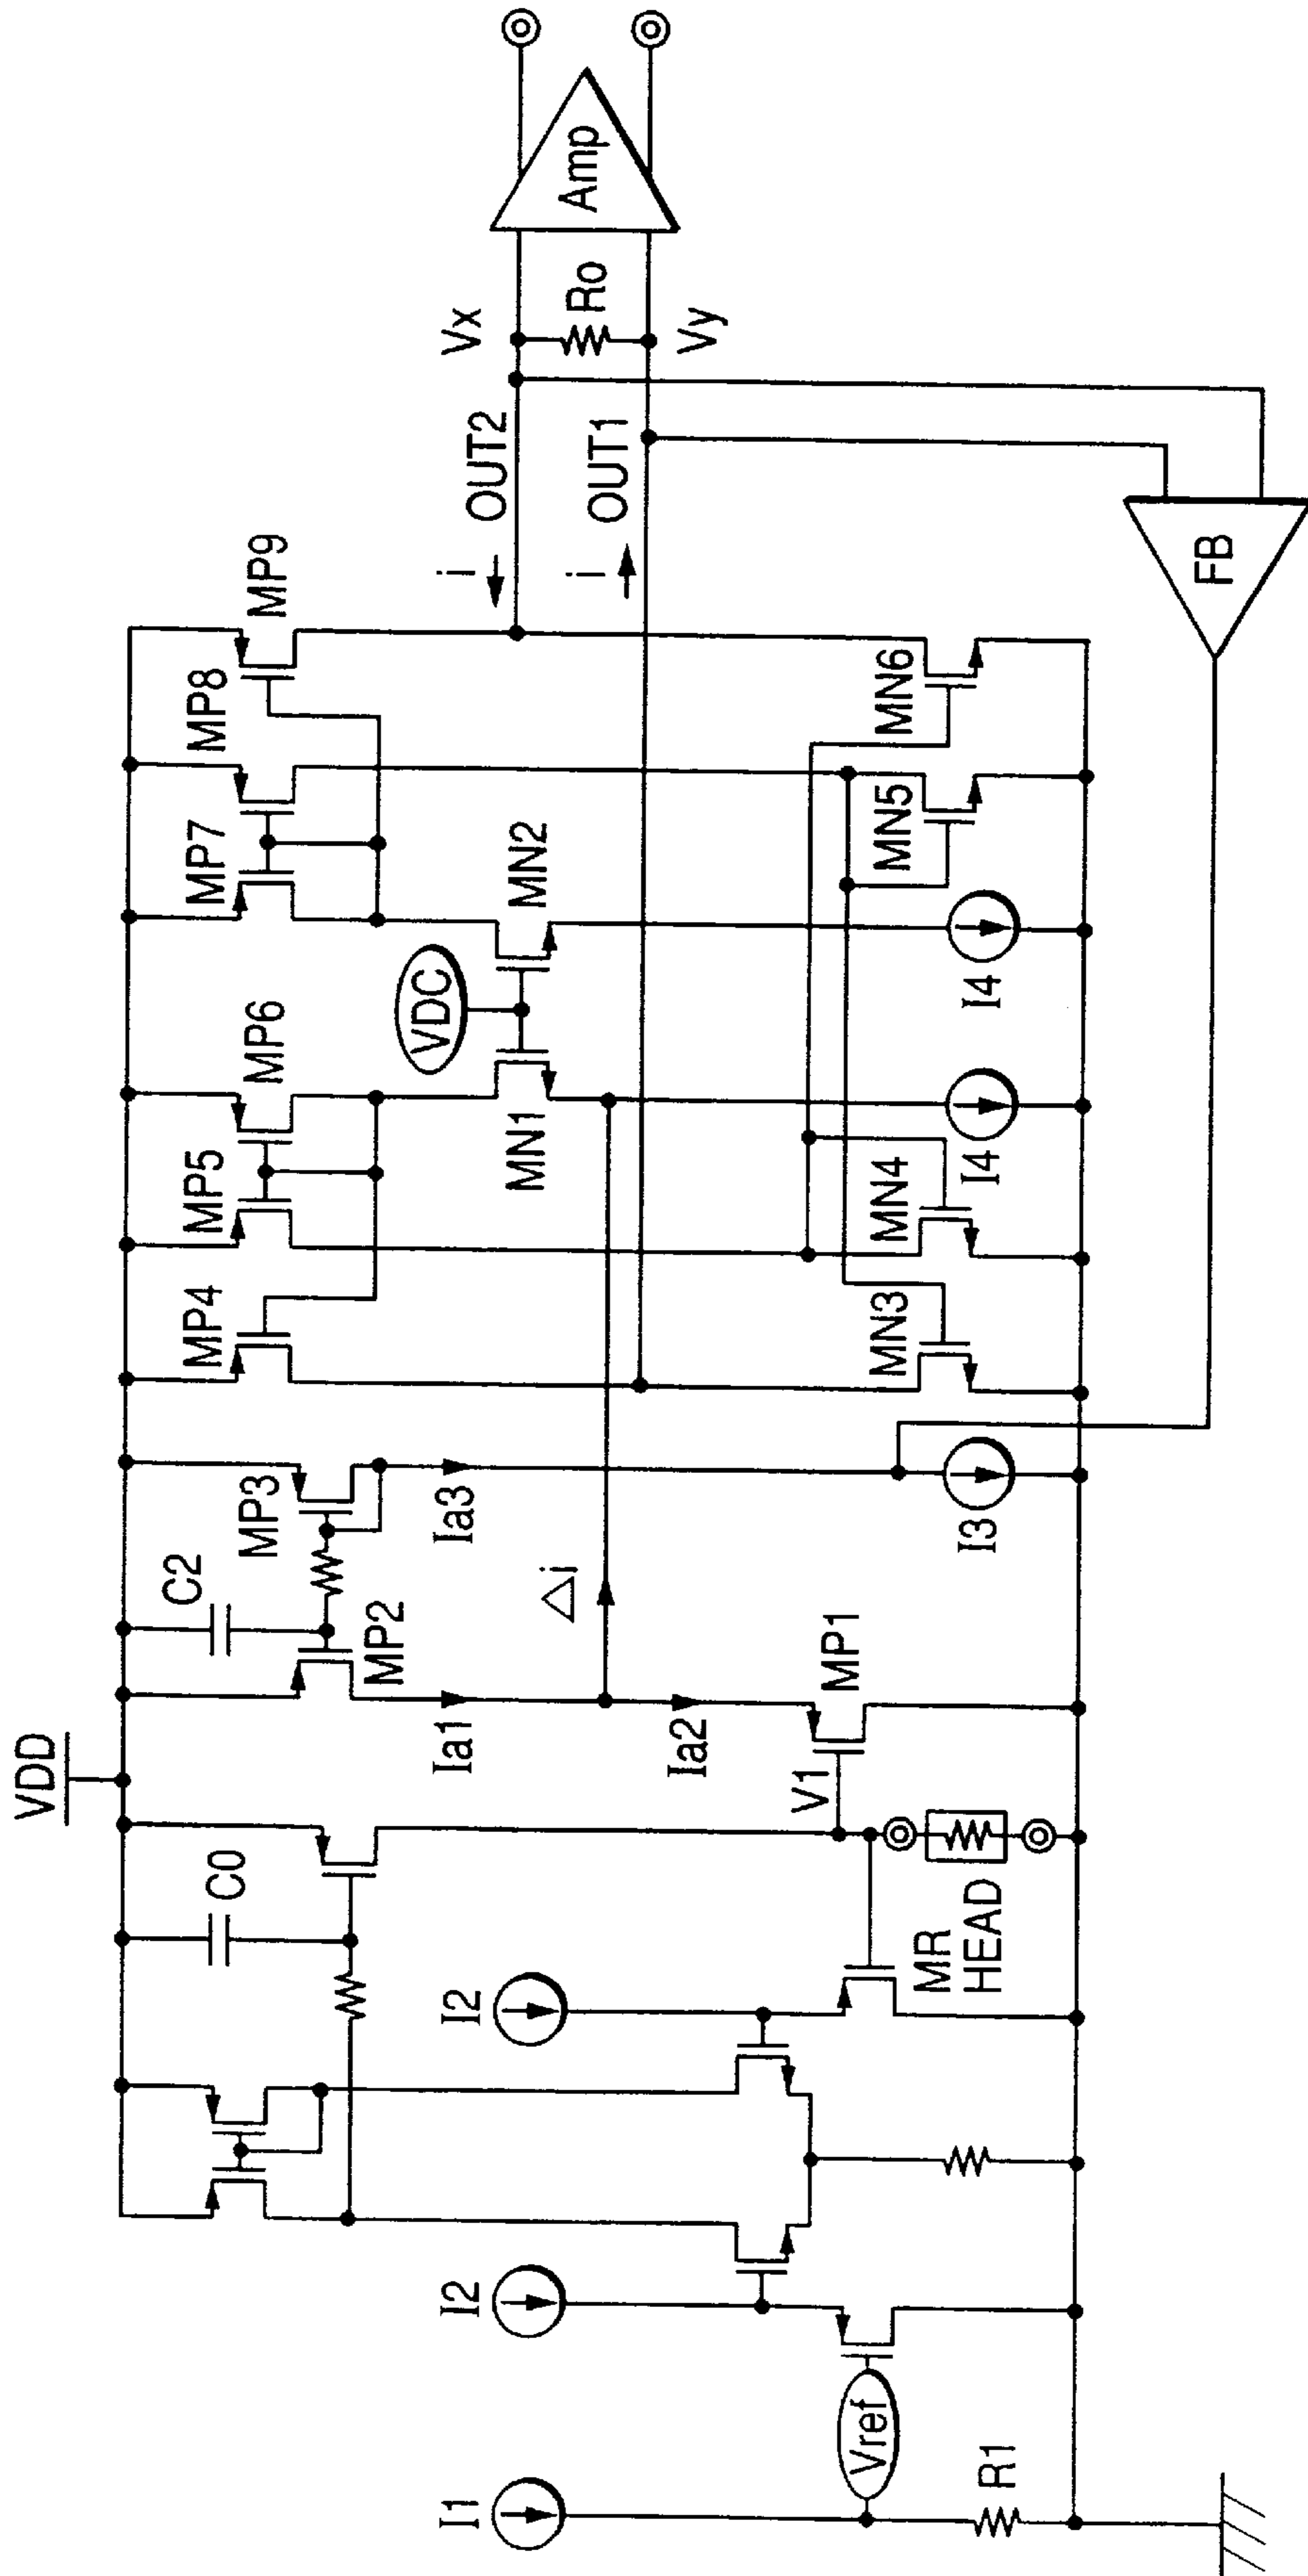 VDD
C0
C2
MP3
MP2
MP4
MP5
MP6
MP7
MP8
MP9
I1
I2
I2
Vref
R1
MR
HEAD
V1
MP1
Ia1
Ia2
Ia3
△i
I3
VDC
MN1
MN2
MN3
MN4
MN5
MN6
I4
I4
i
i
OUT2
OUT1
Vx
Vy
Ro
Amp
FB